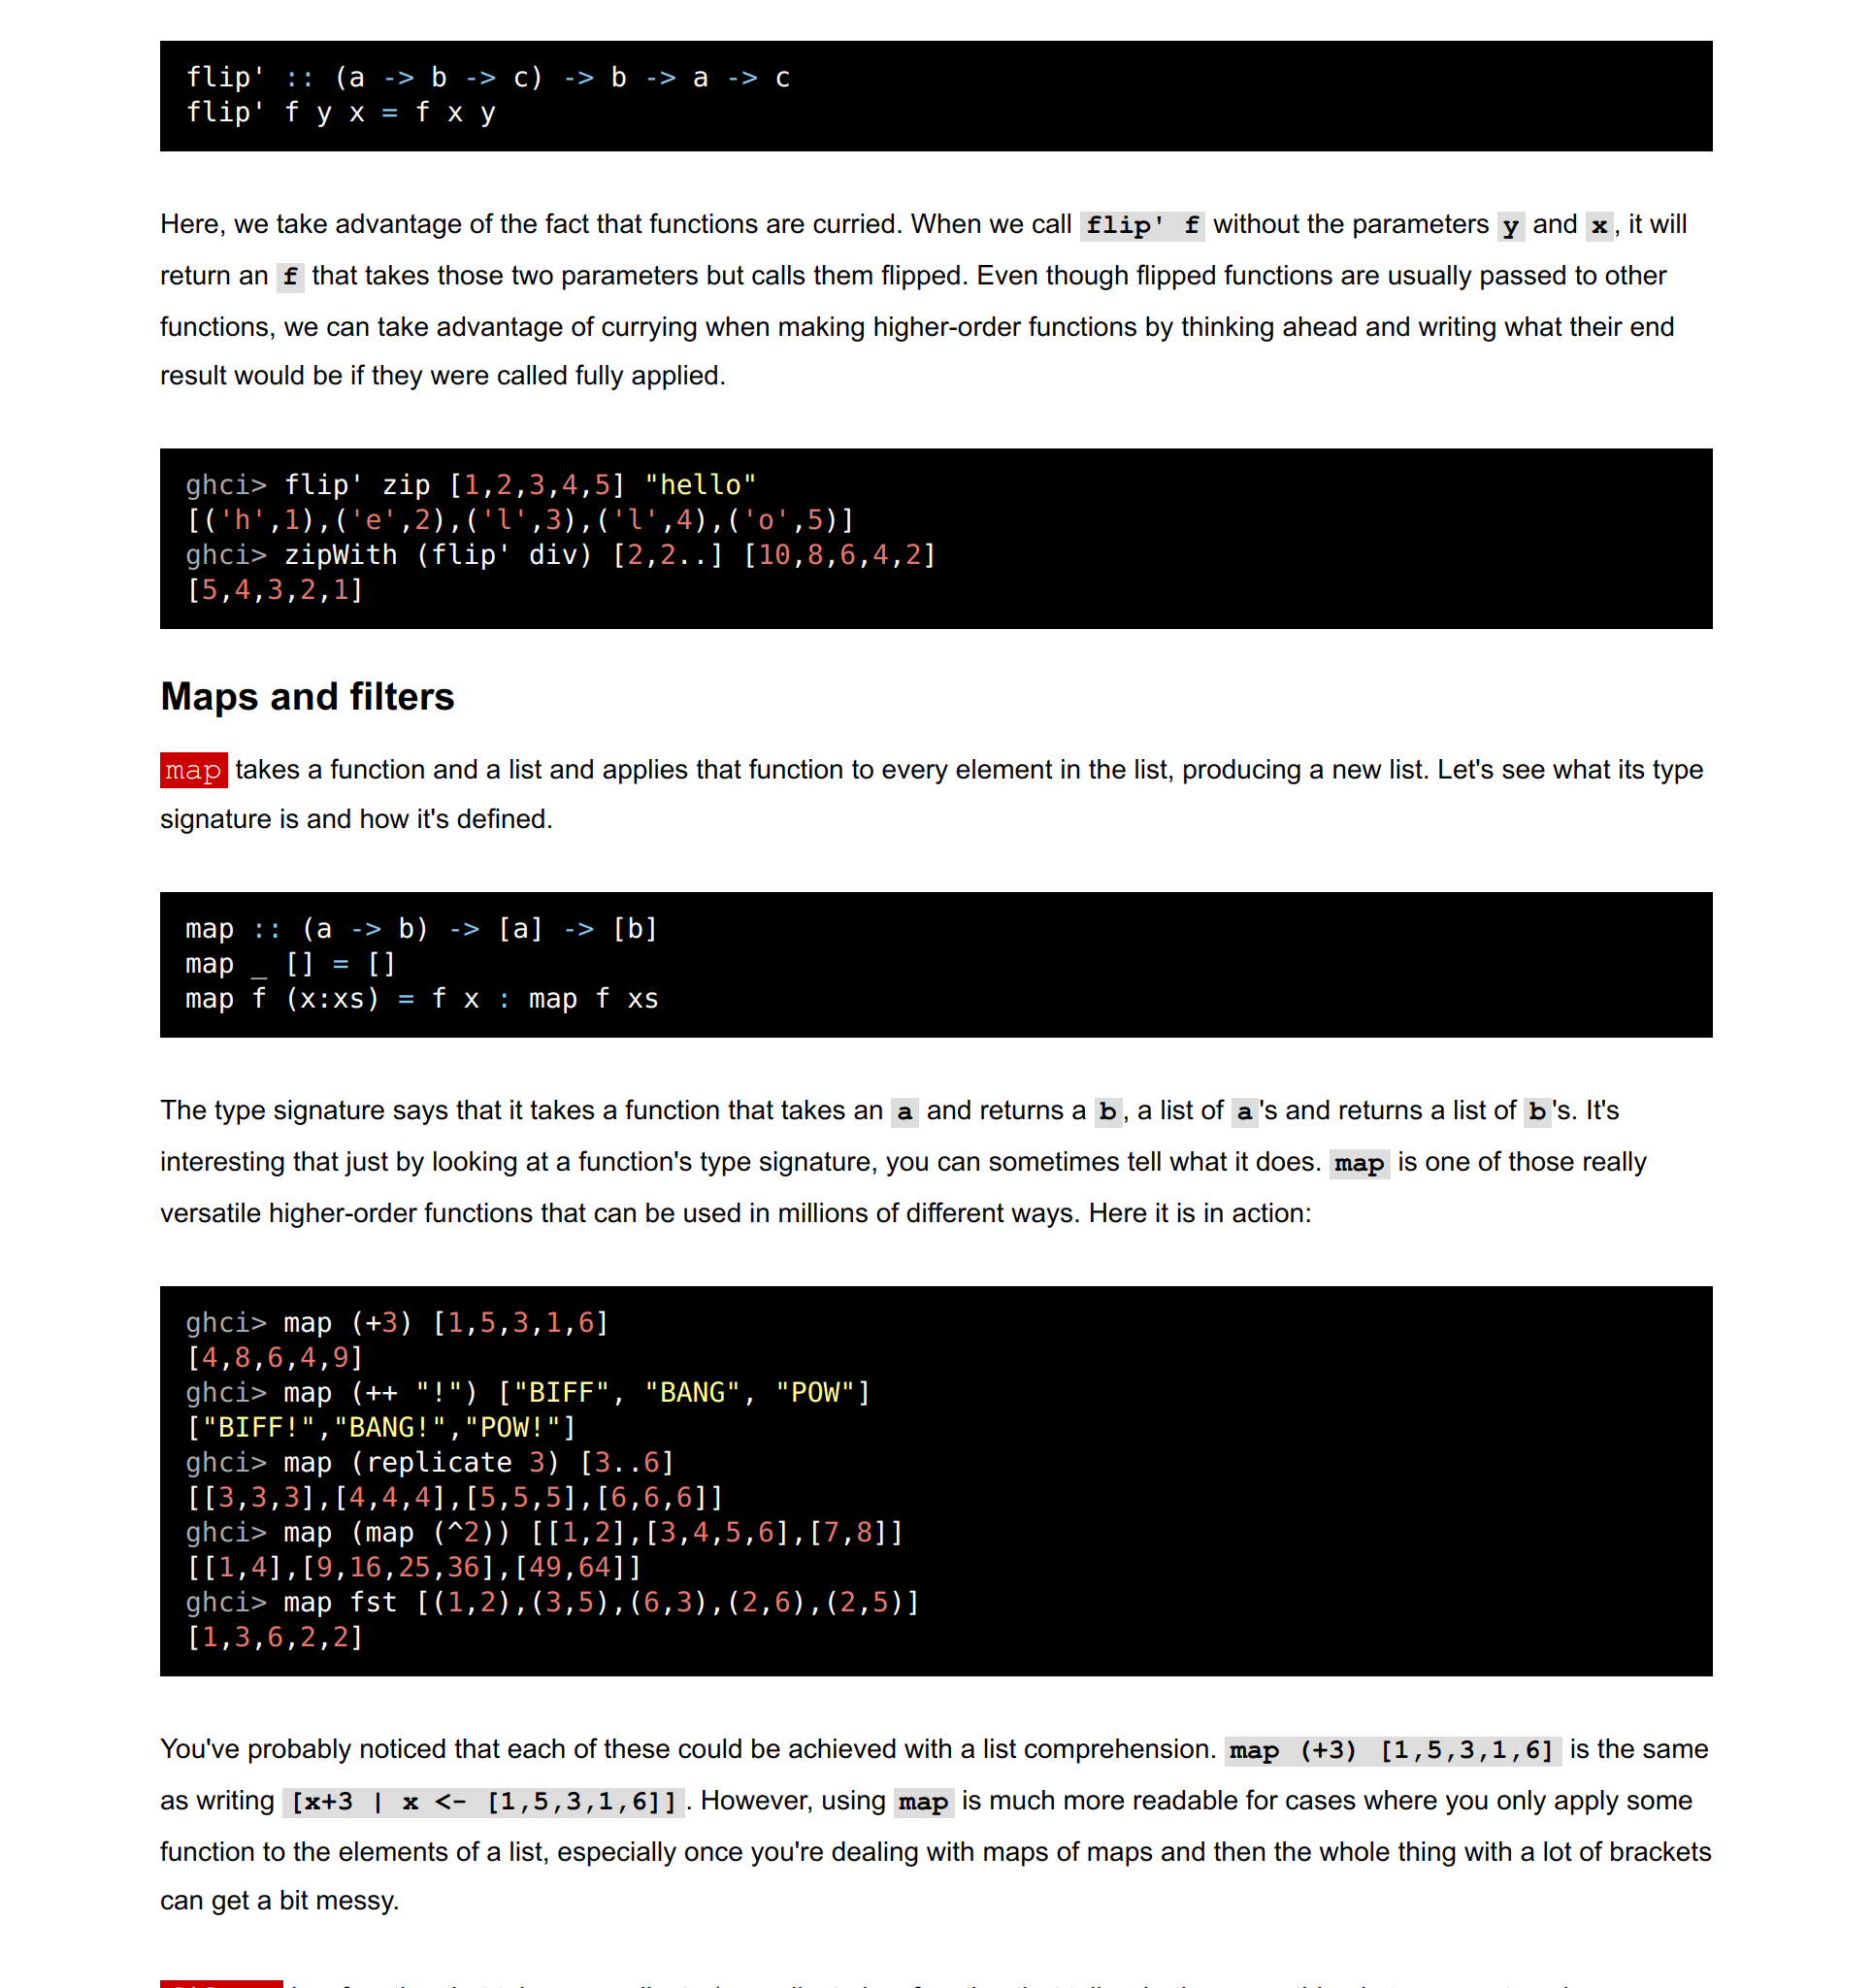 flip' :: (a -> b -> c) -> b -> a -> c
flip' f y x = f x y
Here, we take advantage of the fact that functions are curried. When we call flip' f without the parameters y and x, it will
return an f that takes those two parameters but calls them flipped. Even though flipped functions are usually passed to other
functions, we can take advantage of currying when making higher-order functions by thinking ahead and writing what their end
result would be if they were called fully applied.
ghci> flip' zip [1,2,3,4,5] "hello"
[('h',1),('e',2),('l',3),('l',4),('o',5)]
ghci> zipWith (flip' div) [2,2..] [10,8,6,4,2]
[5,4,3,2,1]
Maps and filters
map takes a function and a list and applies that function to every element in the list, producing a new list. Let's see what its type
signature is and how it's defined.
map :: (a -> b) -> [a] -> [b]
map _ [] = []
map f (x:xs) = f x : map f xs
The type signature says that it takes a function that takes an a and returns a b, a list of a's and returns a list of b's. It's
interesting that just by looking at a function's type signature, you can sometimes tell what it does. map is one of those really
versatile higher-order functions that can be used in millions of different ways. Here it is in action:
ghci> map (+3) [1,5,3,1,6]
[4,8,6,4,9]
ghci> map (++ "!") ["BIFF", "BANG", "POW"]
["BIFF!","BANG!","POW!"]
ghci> map (replicate 3) [3..6]
[[3,3,3],[4,4,4],[5,5,5],[6,6,6]]
ghci> map (map (^2)) [[1,2],[3,4,5,6],[7,8]]
[[1,4],[9,16,25,36],[49,64]]
ghci> map fst [(1,2),(3,5),(6,3),(2,6),(2,5)]
[1,3,6,2,2]
You've probably noticed that each of these could be achieved with a list comprehension. map (+3) [1,5,3,1,6] is the same
as writing [x+3 | x <- [1,5,3,1,6]]. However, using map is much more readable for cases where you only apply some
function to the elements of a list, especially once you're dealing with maps of maps and then the whole thing with a lot of brackets
can get a bit messy.